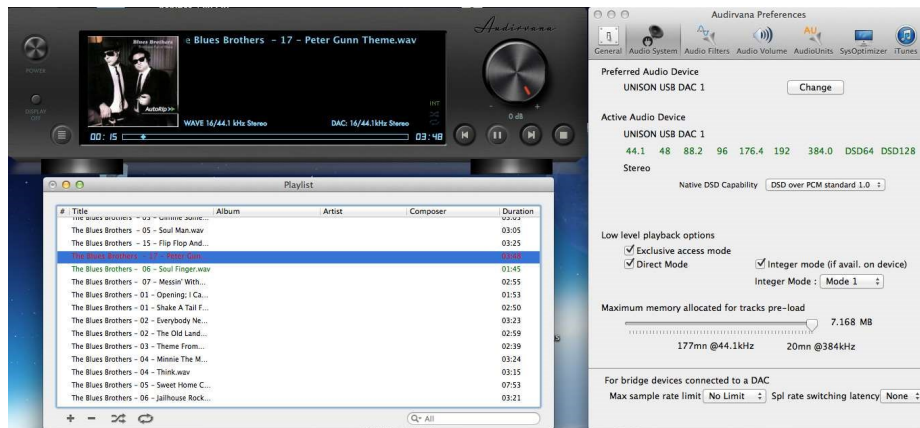 Audirvana
Blues Brothers
AutoRip
e Blues Brothers - 17 - Peter Gunn Theme.wav
POWER
DISPLAY
OFF
INT
- +
0 dB
WAVE 16/44.1 kHz Stereo
DAC: 16/44.1kHz Stereo
00: 15
03:48
Playlist
# Title Album Artist Composer Duration
The Blues Brothers - 03 - Gimme Some... 03:03
The Blues Brothers - 05 - Soul Man.wav 03:05
The Blues Brothers - 15 - Flip Flop And... 03:25
The Blues Brothers - 17 - Peter Gun... 03:48
The Blues Brothers - 06 - Soul Finger.wav 01:45
The Blues Brothers - 07 - Messin' With... 02:55
The Blues Brothers - 01 - Opening; I Ca... 01:53
The Blues Brothers - 01 - Shake A Tail F... 02:50
The Blues Brothers - 02 - Everybody Ne... 03:23
The Blues Brothers - 02 - The Old Land... 02:59
The Blues Brothers - 03 - Theme From... 02:39
The Blues Brothers - 04 - Minnie The M... 03:24
The Blues Brothers - 04 - Think.wav 03:15
The Blues Brothers - 05 - Sweet Home C... 07:53
The Blues Brothers - 06 - Jailhouse Rock... 03:21
All
Audirvana Preferences
General Audio System Audio Filters Audio Volume AudioUnits SysOptimizer iTunes
AU
Preferred Audio Device
UNISON USB DAC 1
Change
Active Audio Device
UNISON USB DAC 1
44.1 48 88.2 96 176.4 192 384.0 DSD64 DSD128
Stereo
Native DSD Capability DSD over PCM standard 1.0
Low level playback options
Exclusive access mode
Direct Mode
Integer mode (if avail. on device)
Integer Mode : Mode 1
Maximum memory allocated for tracks pre-load
7.168 MB
177mn @44.1kHz 20mn @384kHz
For bridge devices connected to a DAC
Max sample rate limit No Limit Spl rate switching latency None